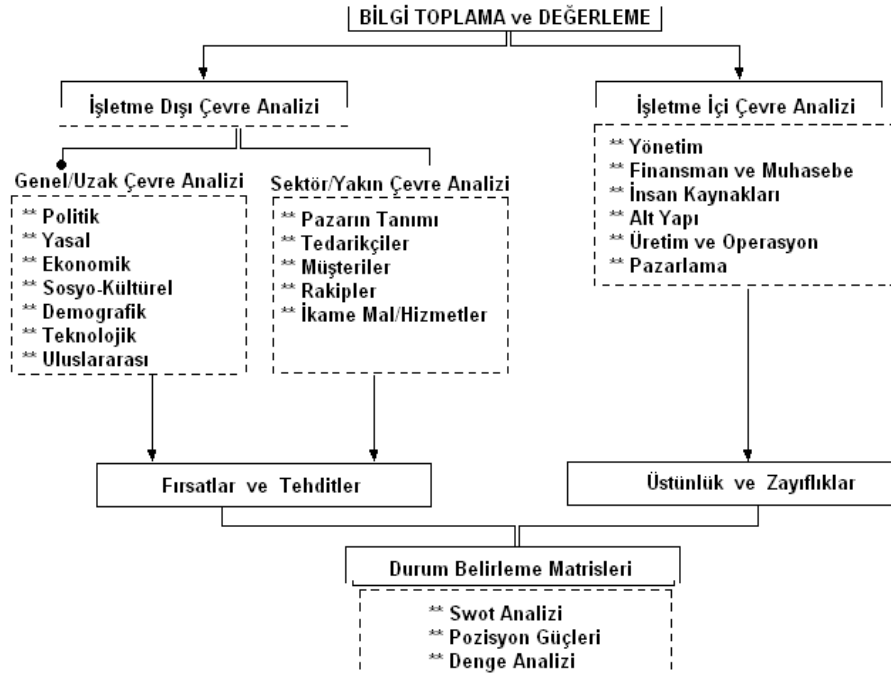 BİLGİ TOPLAMA ve DEĞERLEME
İşletme Dışı Çevre Analizi
Genel/Uzak Çevre Analizi
** Politik
** Yasal
** Ekonomik
** Sosyo-Kültürel
** Demografik
** Teknolojik
** Uluslararası
Sektör/Yakın Çevre Analizi
** Pazarın Tanımı
** Tedarikçiler
** Müşteriler
** Rakipler
** İkame Mal/Hizmetler
İşletme İçi Çevre Analizi
** Yönetim
** Finansman ve Muhasebe
** İnsan Kaynakları
** Alt Yapı
** Üretim ve Operasyon
** Pazarlama
Fırsatlar ve Tehditler
Üstünlük ve Zayıflıklar
Durum Belirleme Matrisleri
** Swot Analizi
** Pozisyon Güçleri
** Denge Analizi